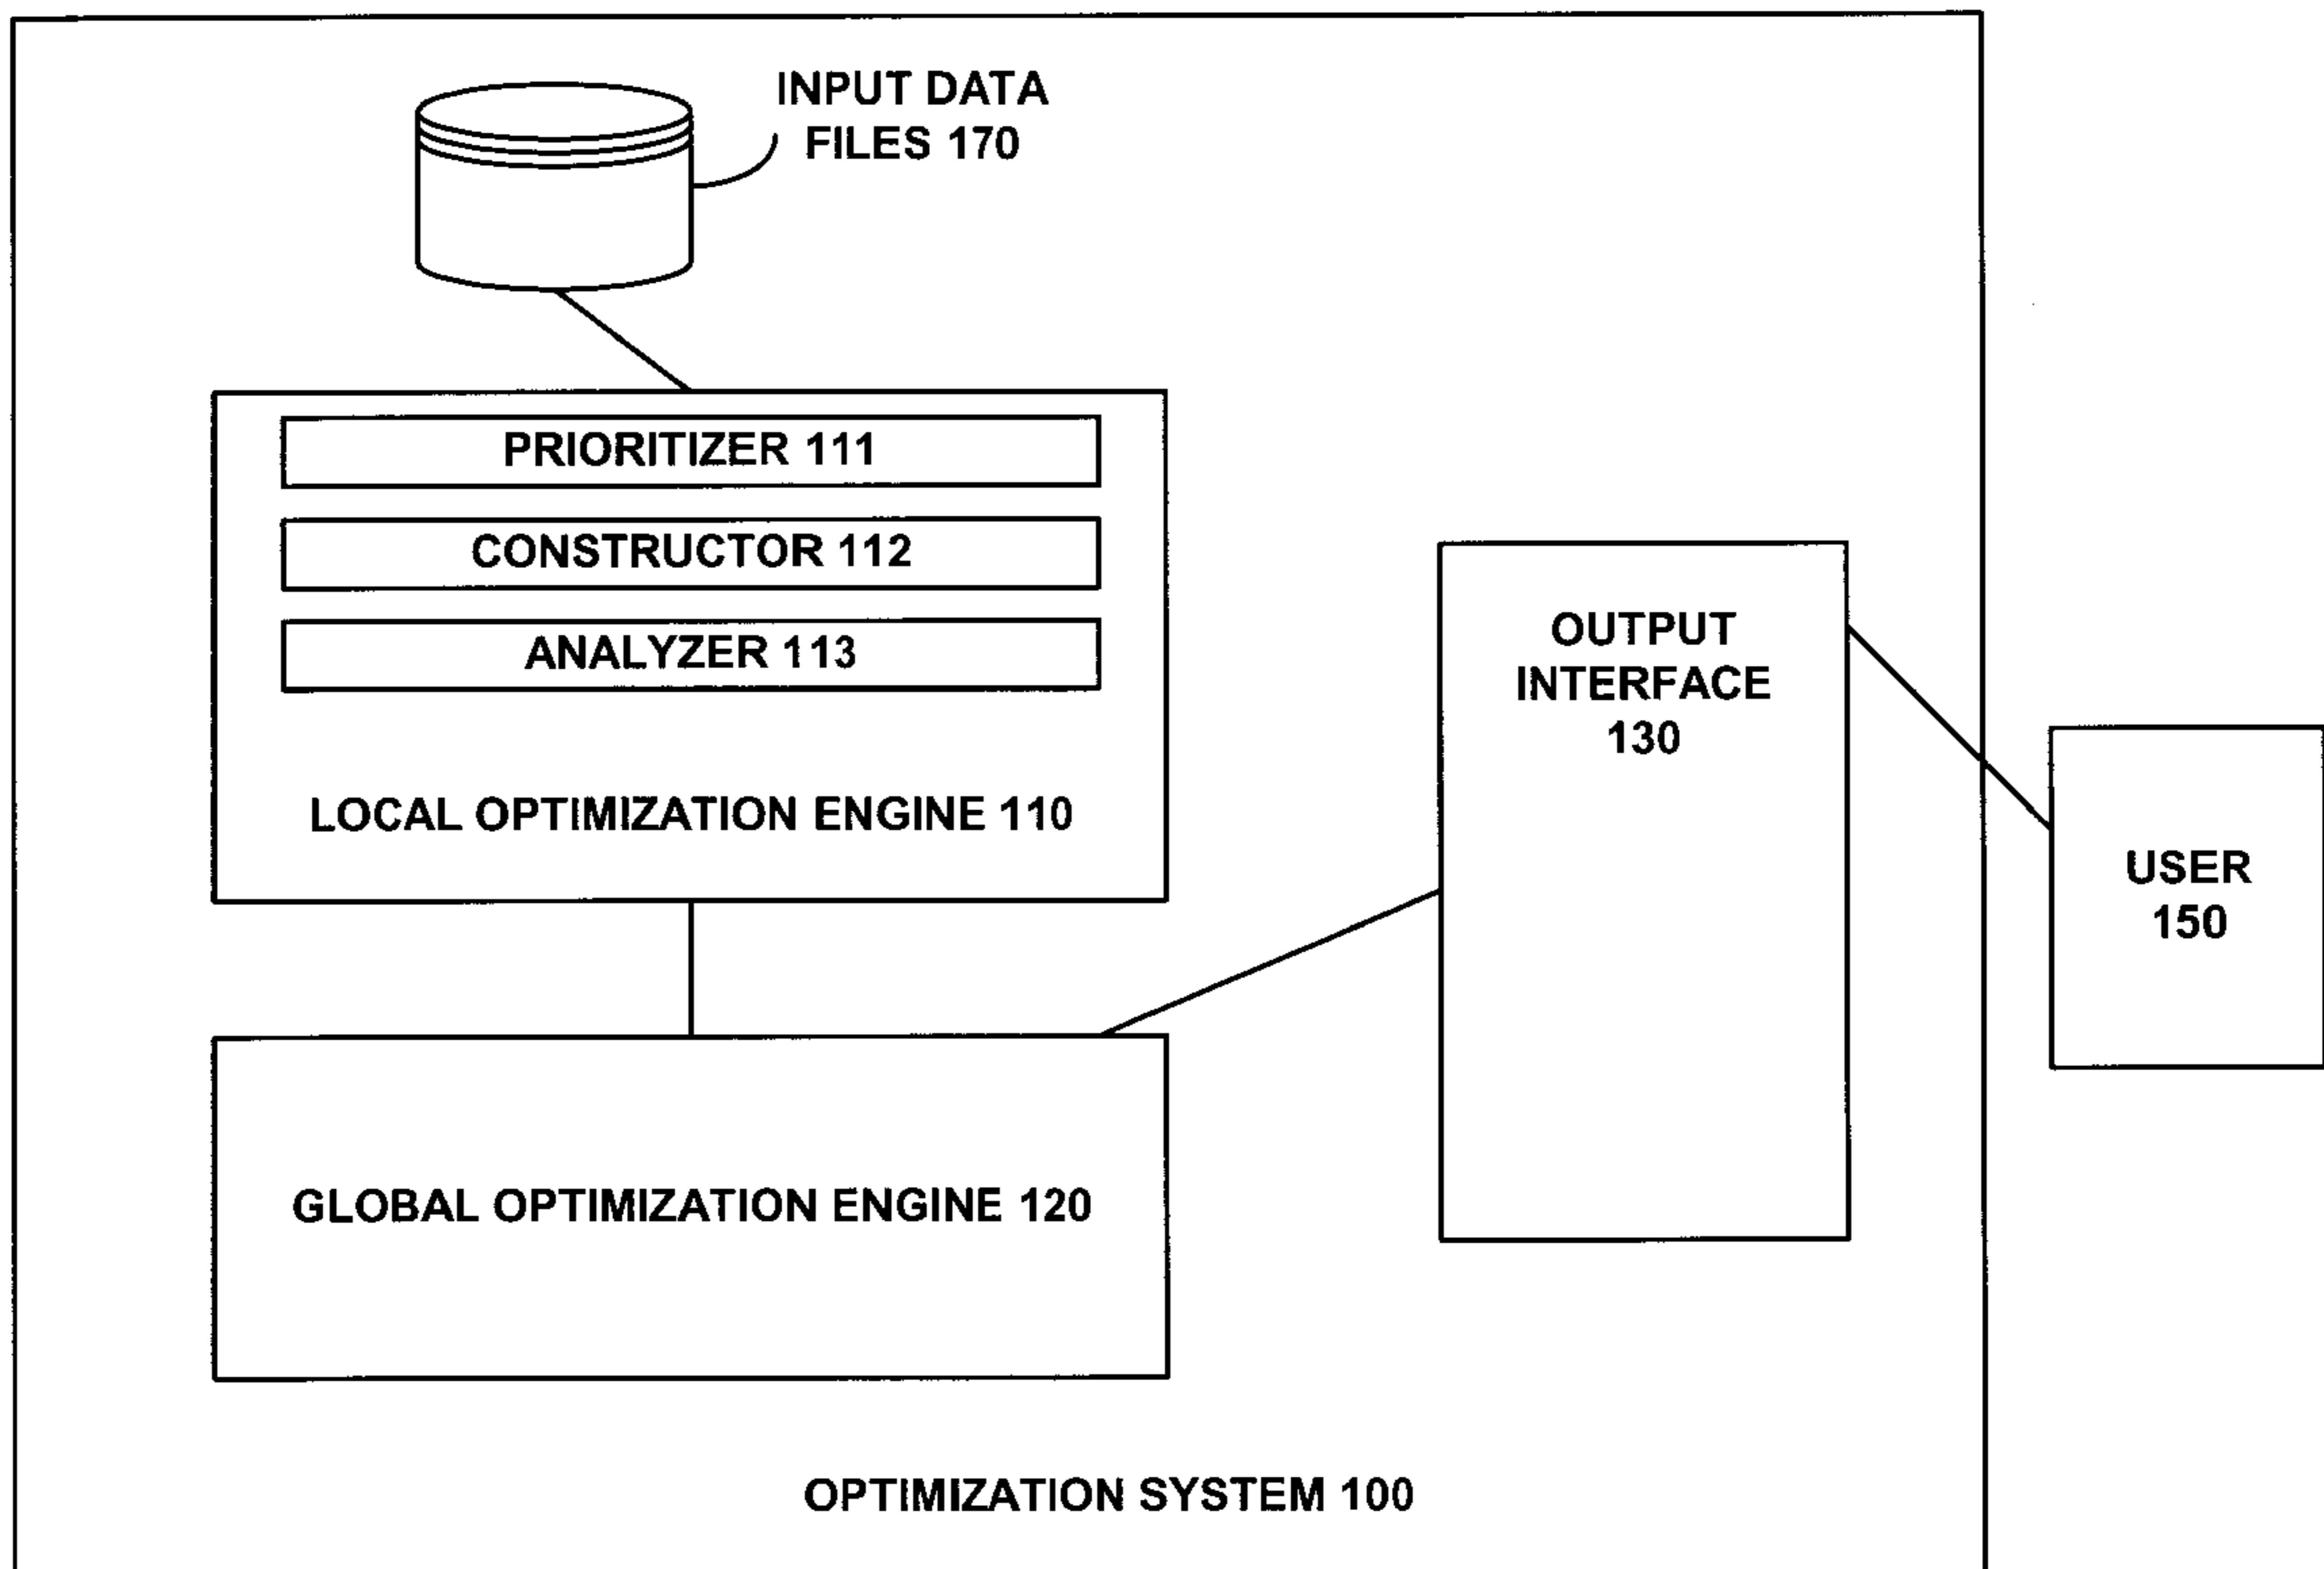 INPUT DATA
FILES 170
PRIORITIZER 111
CONSTRUCTOR 112
ANALYZER 113
LOCAL OPTIMIZATION ENGINE 110
OUTPUT
INTERFACE
130
USER
150
GLOBAL OPTIMIZATION ENGINE 120
OPTIMIZATION SYSTEM 100